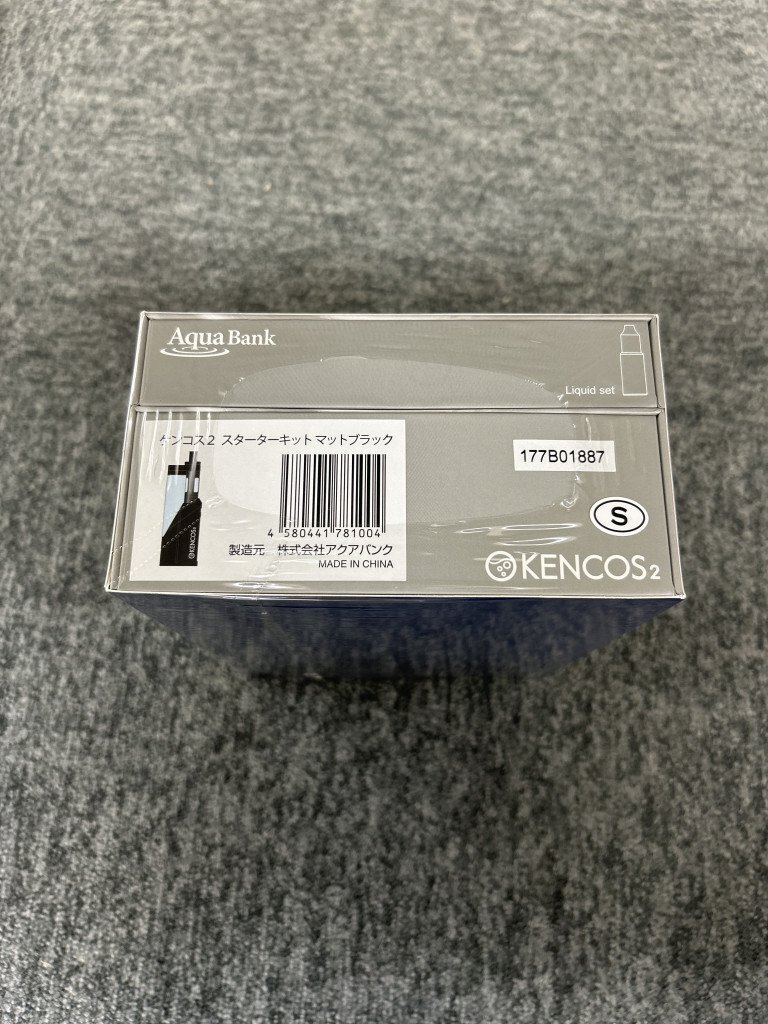 Aqua Bank
Liquid set
ケンコス2 スターターキット マットブラック
177B01887
4 580441 781004
S
製造元 株式会社アクアバンク
MADE IN CHINA
KENCOS2
KENCOS2